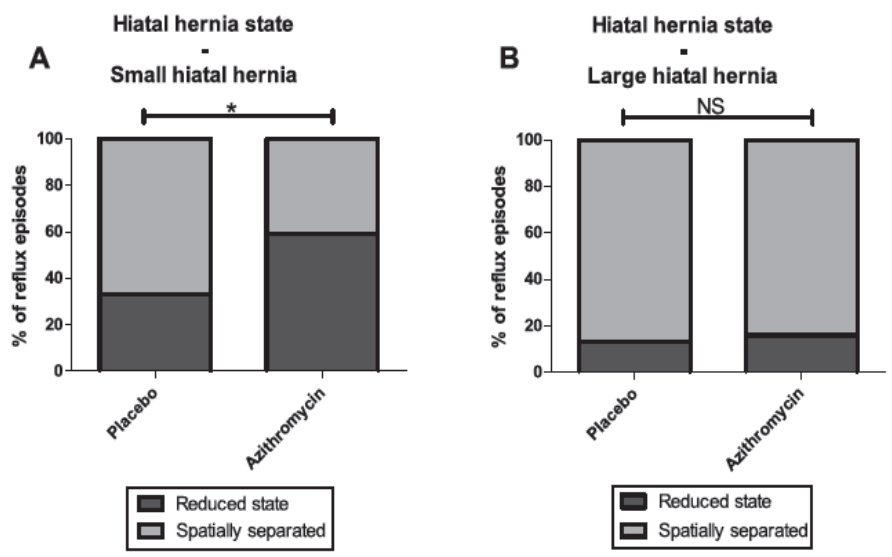 Hiatal hernia state
-
Small hiatal hernia
A
*
% of reflux episodes
100
80
60
40
20
0
Placebo
Azithromycin
Reduced state
Spatially separated
Hiatal hernia state
-
Large hiatal hernia
B
NS
% of reflux episodes
100
80
60
40
20
0
Placebo
Azithromycin
Reduced state
Spatially separated